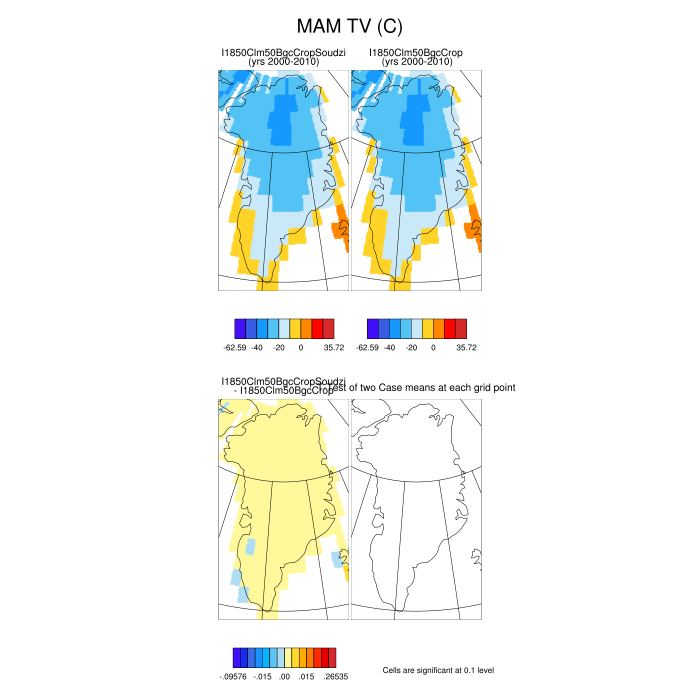 MAM TV (C)
I1850Clm50BgcCropSoudzi
(yrs 2000-2010)
I1850Clm50BgcCrop
(yrs 2000-2010)
-62.59 -40 -20 0 35.72
-62.59 -40 -20 0 35.72
I1850Clm50BgcCropSoudzi
- I1850Clm50BgcCrop
Test of two Case means at each grid point
-.09576 -.015 .00 .015 .26535
Cells are significant at 0.1 level